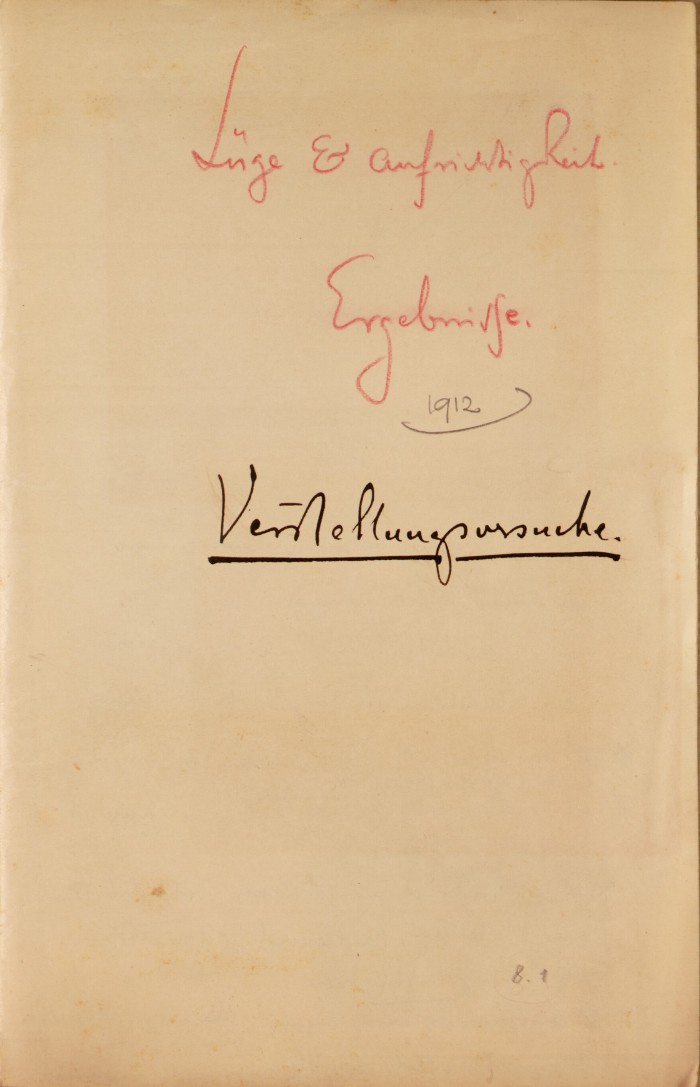 Lüge & Aufrichtigkeit.
Ergebnisse.
1912
Verstellungsversuche.
B. 1